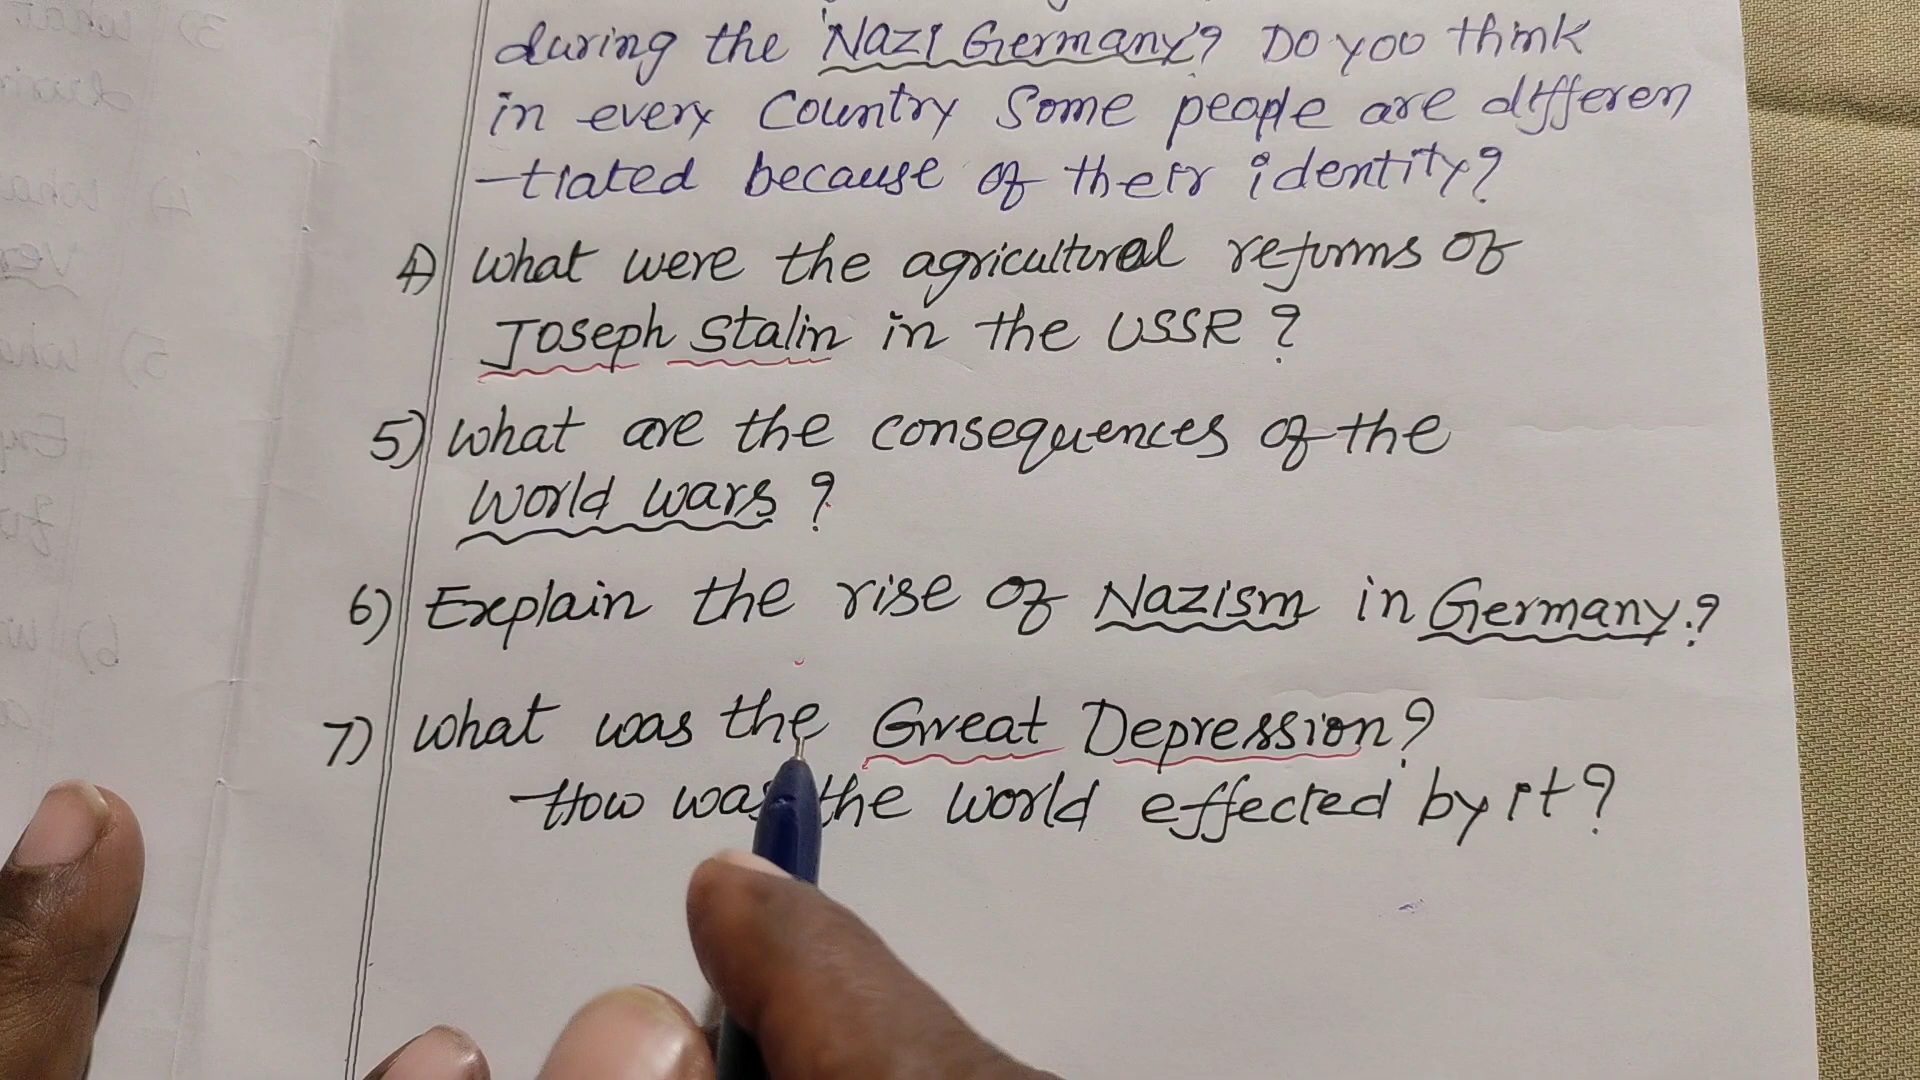 during the 'Nazi Germany'? Do you think
in every Country Some people are differen
-tiated because of their identity?
4) What were the agricultural reforms of
Joseph Stalin in the USSR?
5) What are the consequences of the
World wars?
6) Explain the rise of Nazism in Germany.?
7) What was the Great Depression?
How was the world effected by it?